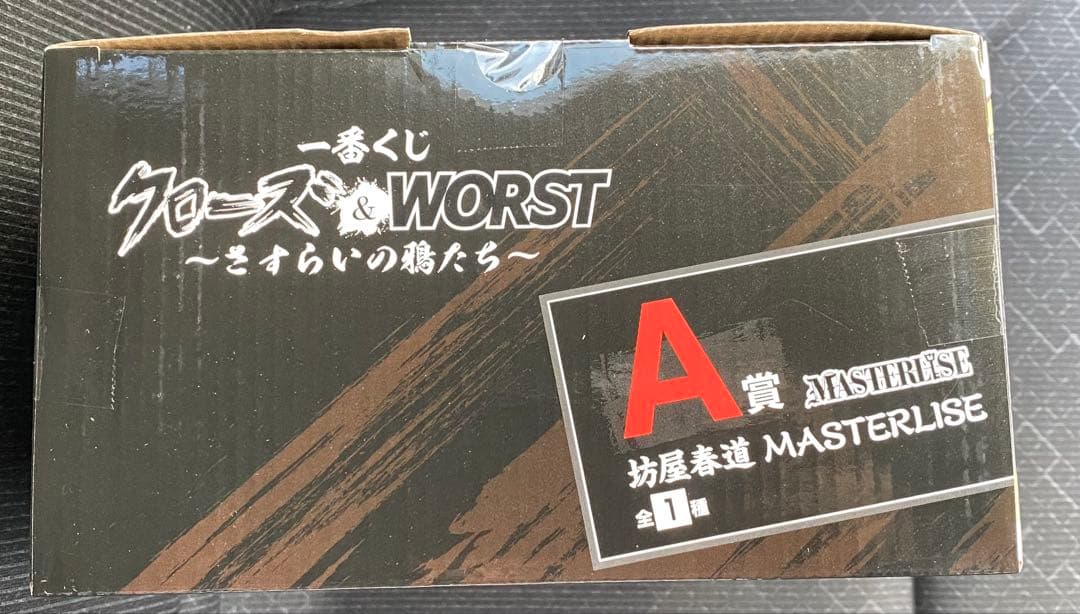 一番くじ
クローズ&WORST
～さすらいの鴉たち～
A賞 MASTERLISE
坊屋春道 MASTERLISE
全1種